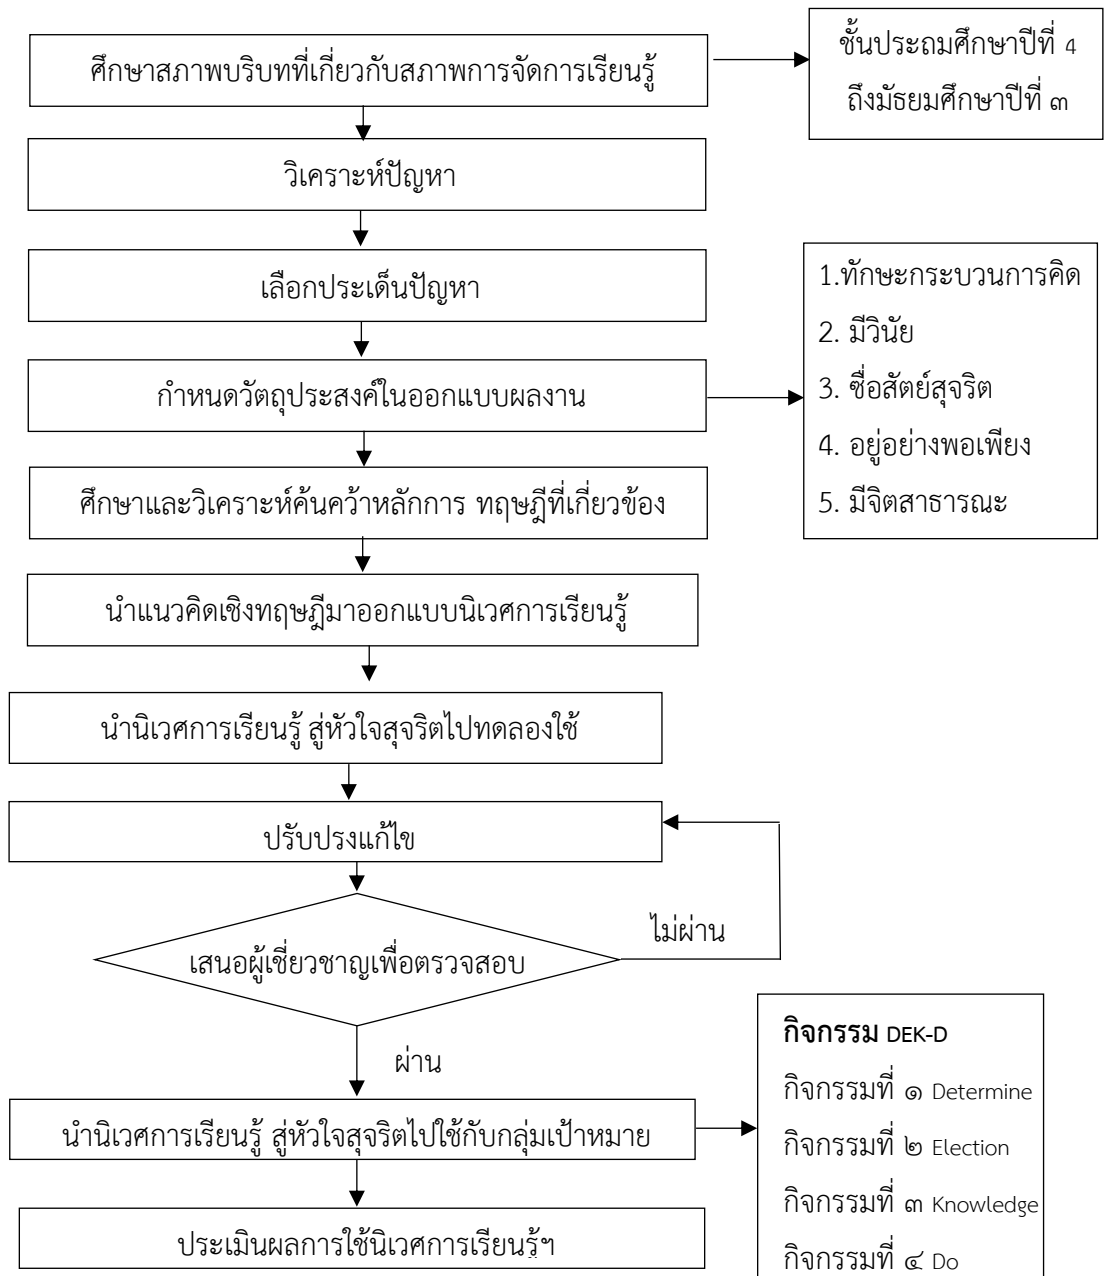 ศึกษาสภาพบริบทที่เกี่ยวกับสภาพการจัดการเรียนรู้
ชั้นประถมศึกษาปีที่ 4
ถึงมัธยมศึกษาปีที่ ๓
วิเคราะห์ปัญหา
เลือกประเด็นปัญหา
กำหนดวัตถุประสงค์ในออกแบบผลงาน
1.ทักษะกระบวนการคิด
2. มีวินัย
3. ซื่อสัตย์สุจริต
4. อยู่อย่างพอเพียง
5. มีจิตสาธารณะ
ศึกษาและวิเคราะห์ค้นคว้าหลักการ ทฤษฎีที่เกี่ยวข้อง
นำแนวคิดเชิงทฤษฎีมาออกแบบนิเวศการเรียนรู้
นำนิเวศการเรียนรู้ สู่หัวใจสุจริตไปทดลองใช้
ปรับปรงแก้ไข
ไม่ผ่าน
เสนอผู้เชี่ยวชาญเพื่อตรวจสอบ
ผ่าน
นำนิเวศการเรียนรู้ สู่หัวใจสุจริตไปใช้กับกลุ่มเป้าหมาย
กิจกรรม DEK-D
กิจกรรมที่ ๑ Determine
กิจกรรมที่ ๒ Election
กิจกรรมที่ ๓ Knowledge
กิจกรรมที่ ๔ Do
ประเมินผลการใช้นิเวศการเรียนรู้ฯ